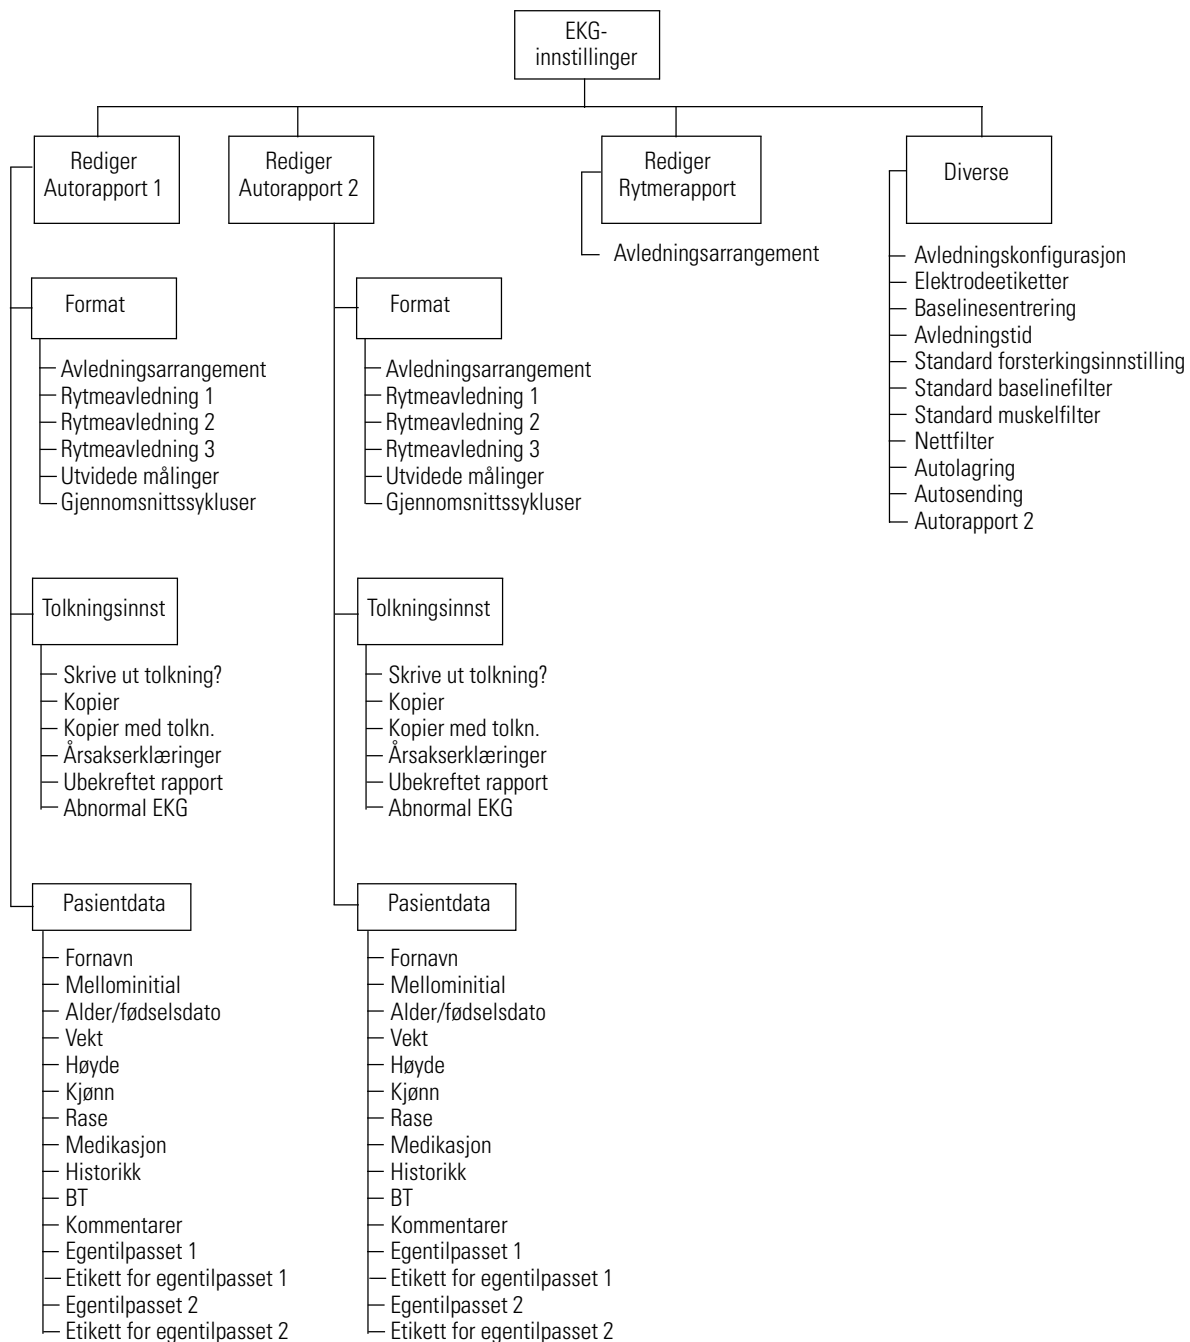 EKG-
innstillinger
Rediger
Autorapport 1
Format
Avledningsarrangement
Rytmeavledning 1
Rytmeavledning 2
Rytmeavledning 3
Utvidede målinger
Gjennomsnittssykluser
Tolkningsinnst
Skrive ut tolkning?
Kopier
Kopier med tolkn.
Årsakserklæringer
Ubekreftet rapport
Abnormal EKG
Pasientdata
Fornavn
Mellominitial
Alder/fødselsdato
Vekt
Høyde
Kjønn
Rase
Medikasjon
Historikk
BT
Kommentarer
Egentilpasset 1
Etikett for egentilpasset 1
Egentilpasset 2
Etikett for egentilpasset 2
Rediger
Autorapport 2
Format
Avledningsarrangement
Rytmeavledning 1
Rytmeavledning 2
Rytmeavledning 3
Utvidede målinger
Gjennomsnittssykluser
Tolkningsinnst
Skrive ut tolkning?
Kopier
Kopier med tolkn.
Årsakserklæringer
Ubekreftet rapport
Abnormal EKG
Pasientdata
Fornavn
Mellominitial
Alder/fødselsdato
Vekt
Høyde
Kjønn
Rase
Medikasjon
Historikk
BT
Kommentarer
Egentilpasset 1
Etikett for egentilpasset 1
Egentilpasset 2
Etikett for egentilpasset 2
Rediger
Rytmerapport
Avledningsarrangement
Diverse
Avledningskonfigurasjon
Elektrodeetiketter
Baselinesentrering
Avledningstid
Standard forsterkingsinnstilling
Standard baselinefilter
Standard muskelfilter
Nettfilter
Autolagring
Autosending
Autorapport 2